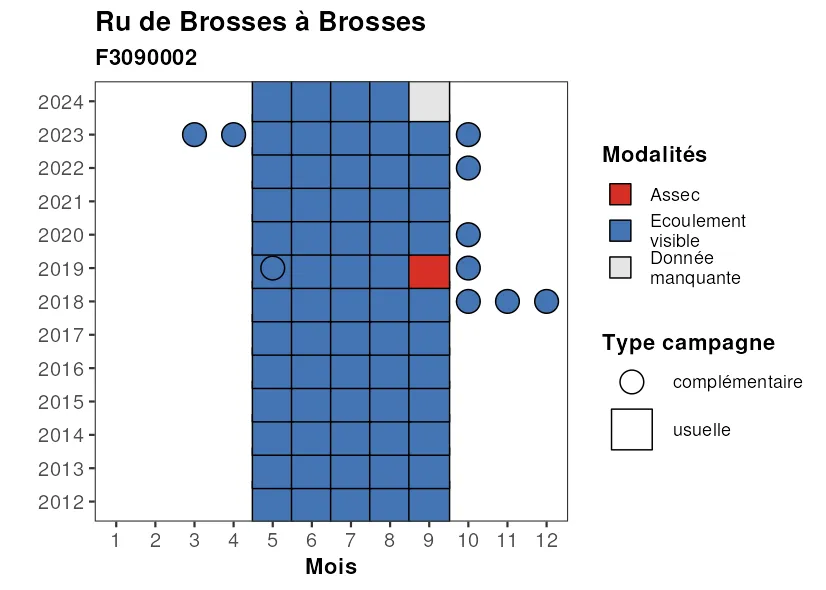 Ru de Brosses à Brosses
F3090002
2024
2023
2022
2021
2020
2019
2018
2017
2016
2015
2014
2013
2012
1 2 3 4 5 6 7 8 9 10 11 12
Mois
Modalités
Assec
Ecoulement
visible
Donnée
manquante
Type campagne
complémentaire
usuelle